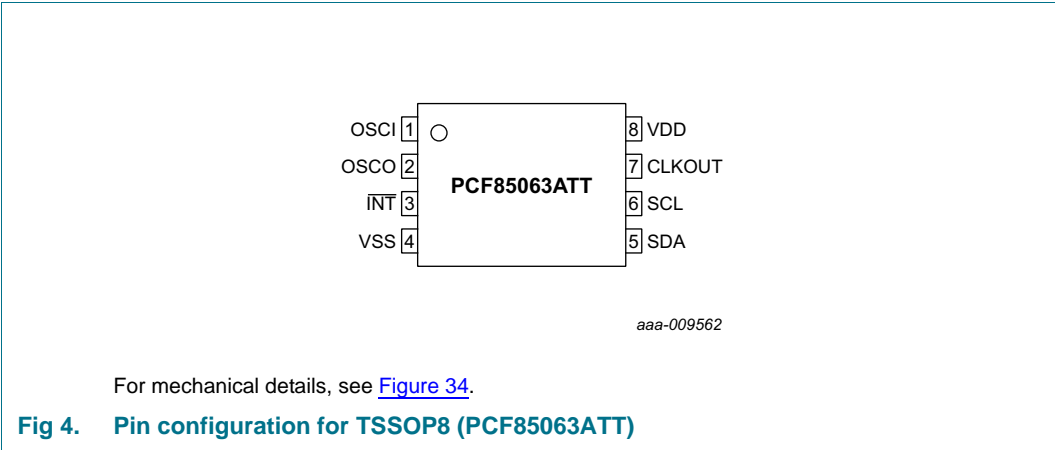 OSCI 1 8 VDD
OSCO 2 7 CLKOUT
PCF85063ATT
INT 3 6 SCL
VSS 4 5 SDA
aaa-009562
For mechanical details, see Figure 34.
Fig 4. Pin configuration for TSSOP8 (PCF85063ATT)